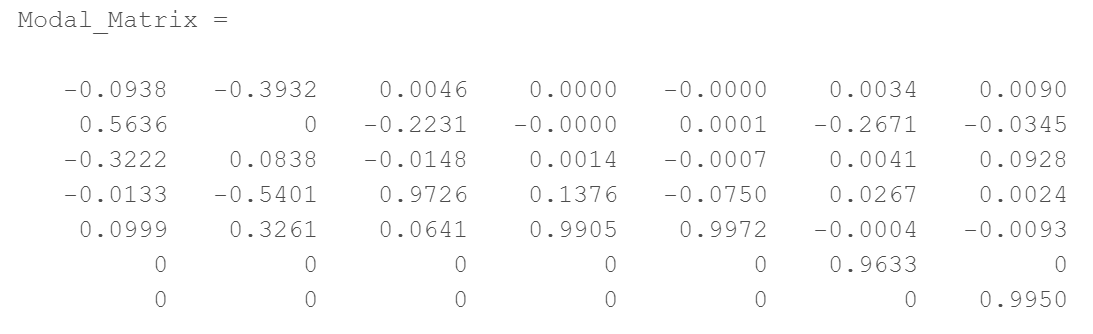 Modal_Matrix =
-0.0938 -0.3932 0.0046 0.0000 -0.0000 0.0034 0.0090
0.5636 0 -0.2231 -0.0000 0.0001 -0.2671 -0.0345
-0.3222 0.0838 -0.0148 0.0014 -0.0007 0.0041 0.0928
-0.0133 -0.5401 0.9726 0.1376 -0.0750 0.0267 0.0024
0.0999 0.3261 0.0641 0.9905 0.9972 -0.0004 -0.0093
0 0 0 0 0 0.9633 0
0 0 0 0 0 0 0.9950